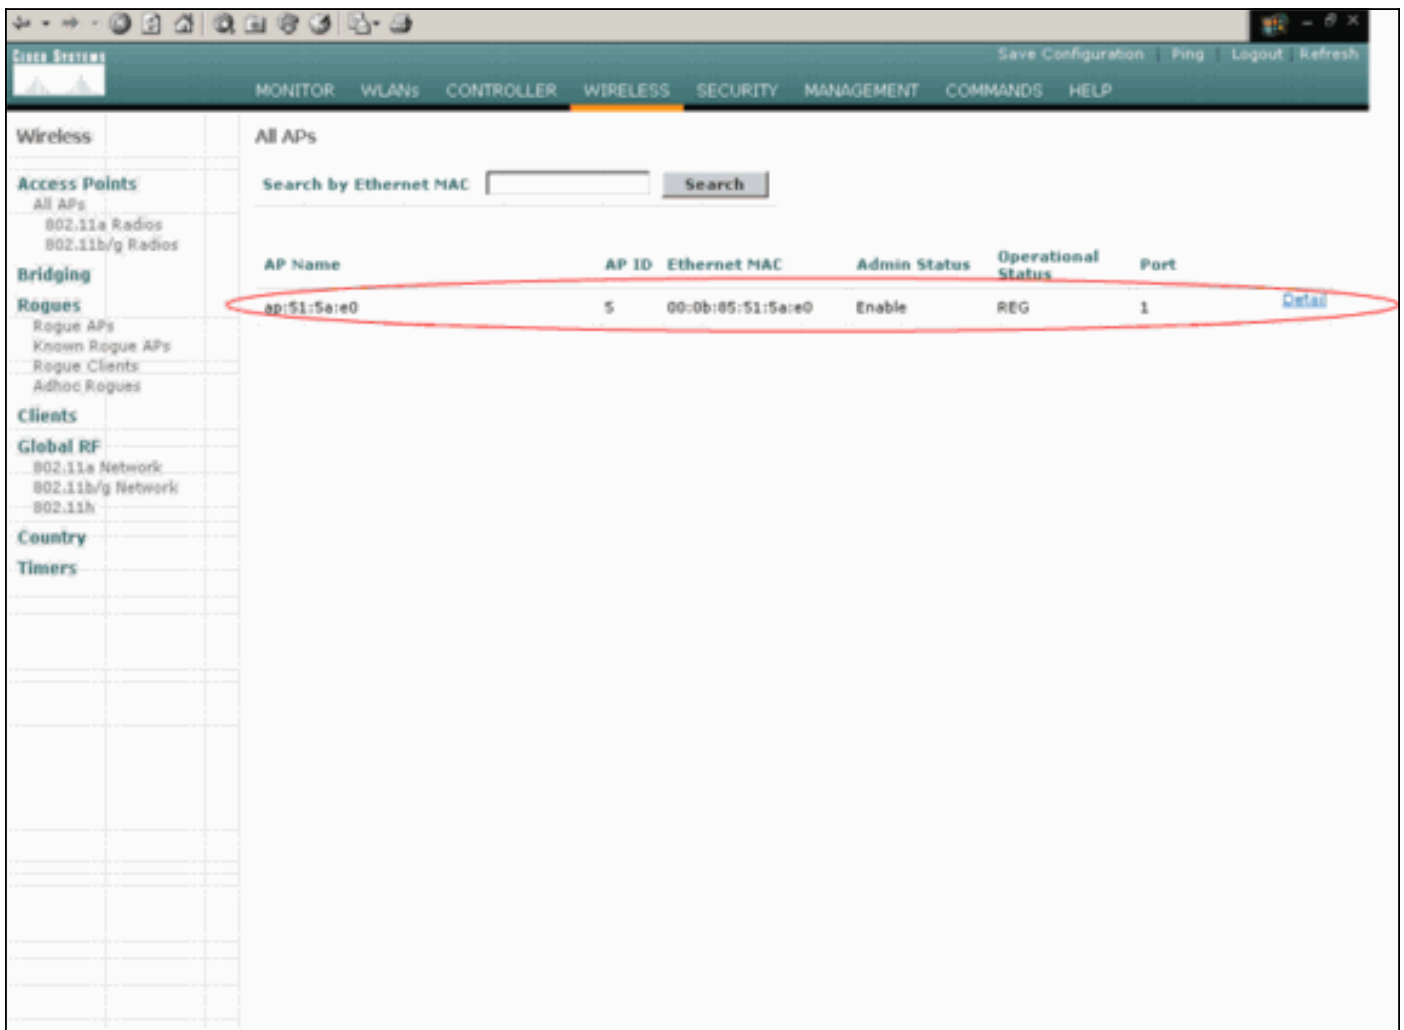 Save Configuration | Ping | Logout | Refresh
CISCO SYSTEMS
MONITOR WLANs CONTROLLER WIRELESS SECURITY MANAGEMENT COMMANDS HELP
Wireless
Access Points
All APs
802.11a Radios
802.11b/g Radios
Bridging
Rogues
Rogue APs
Known Rogue APs
Rogue Clients
Adhoc Rogues
Clients
Global RF
802.11a Network
802.11b/g Network
802.11h
Country
Timers
All APs
Search by Ethernet MAC Search
AP Name AP ID Ethernet MAC Admin Status Operational Status Port
ap:51:5a:e0 5 00:0b:85:51:5a:e0 Enable REG 1 Detail